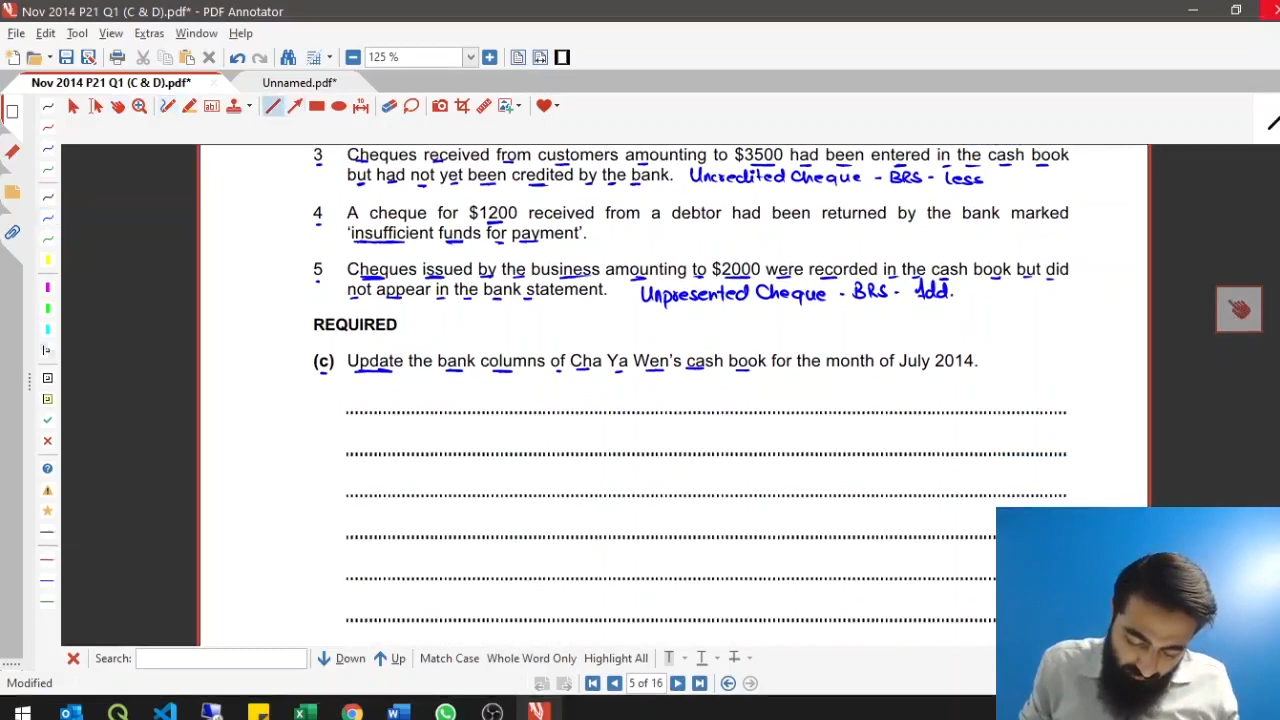 Nov 2014 P21 Q1 (C & D).pdf* - PDF Annotator
File Edit Tool View Extras Window Help
125 %
Nov 2014 P21 Q1 (C & D).pdf* Unnamed.pdf*
3 Cheques received from customers amounting to $3500 had been entered in the cash book
but had not yet been credited by the bank. Uncredited Cheque - BRS - less
4 A cheque for $1200 received from a debtor had been returned by the bank marked
‘insufficient funds for payment’.
5 Cheques issued by the business amounting to $2000 were recorded in the cash book but did
not appear in the bank statement. Unpresented Cheque - BRS - Add.
REQUIRED
(c) Update the bank columns of Cha Ya Wen’s cash book for the month of July 2014.
Search: Down Up Match Case Whole Word Only Highlight All
Modified 5 of 16